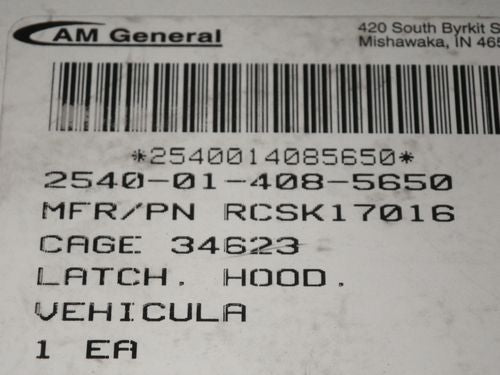 AM General
420 South Byrkit S
Mishawaka, IN 465
*2540014085650*
2540-01-408-5650
MFR/PN RCSK17016
CAGE 34623
LATCH. HOOD.
VEHICULA
1 EA